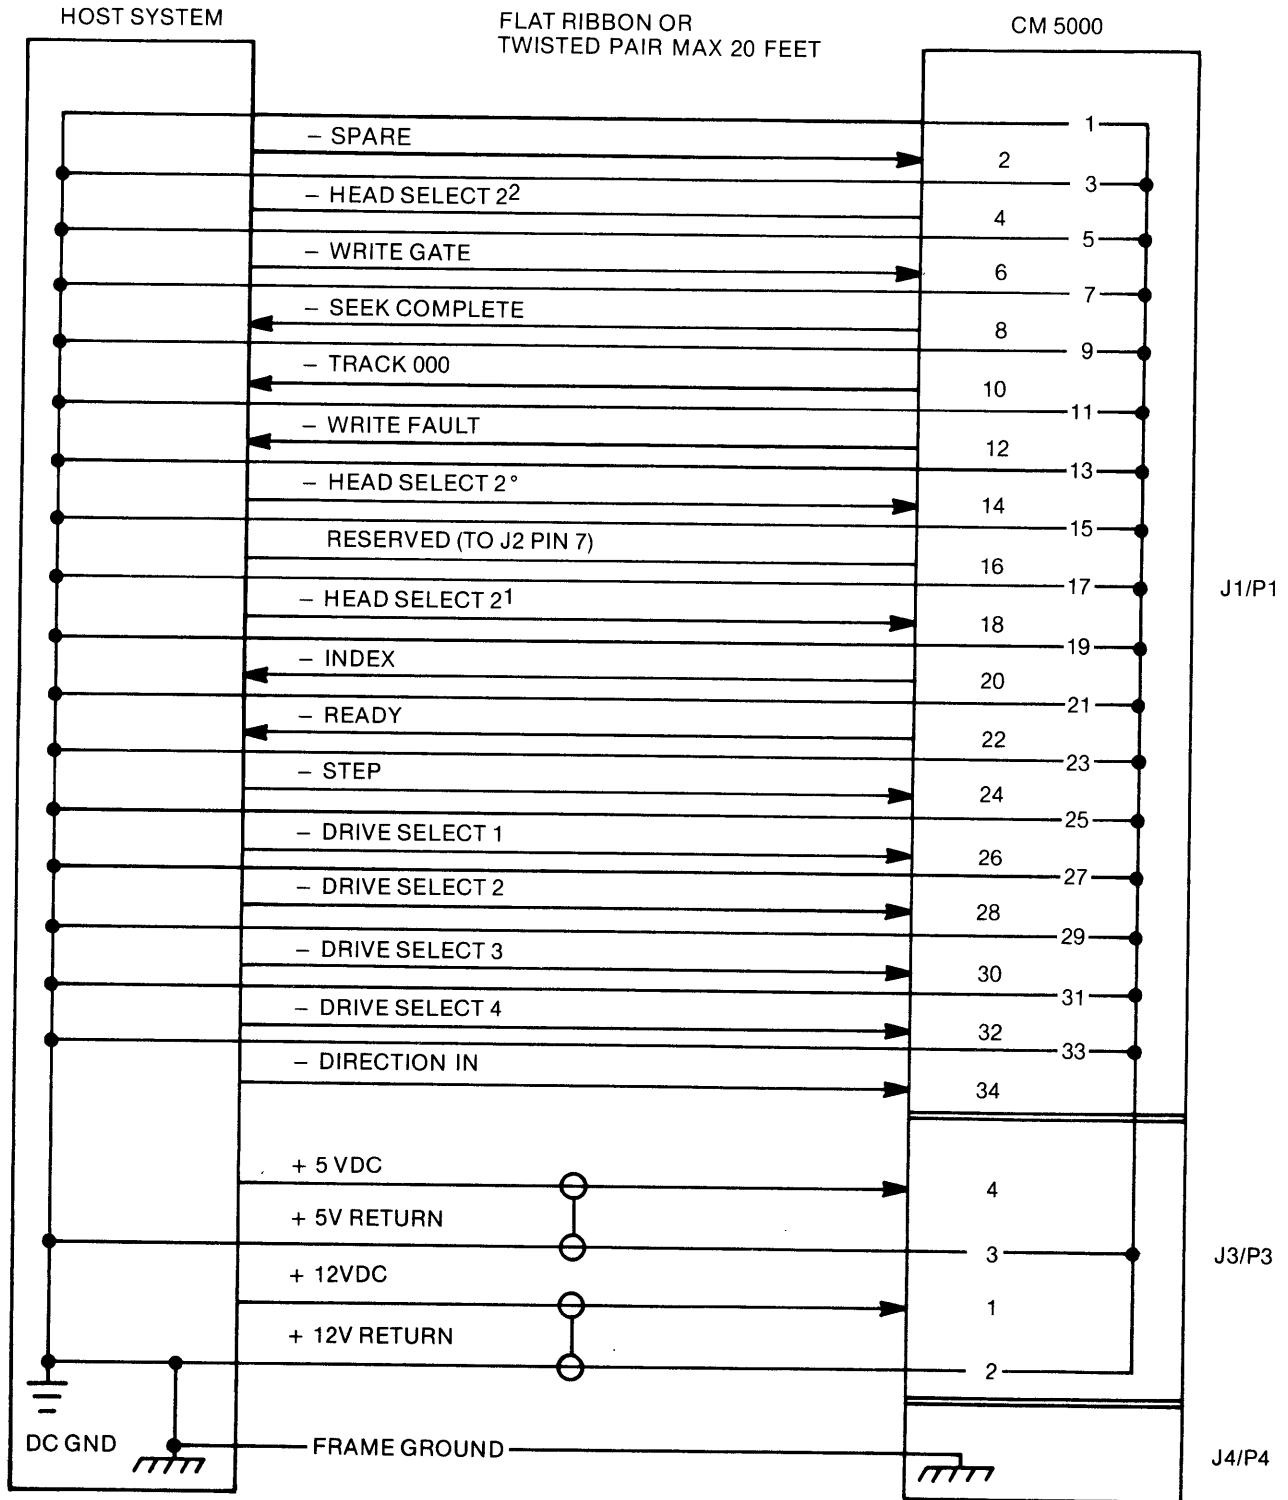 HOST SYSTEM
FLAT RIBBON OR
TWISTED PAIR MAX 20 FEET
CM 5000
1
– SPARE
2
3
– HEAD SELECT 2²
4
5
– WRITE GATE
6
7
– SEEK COMPLETE
8
9
– TRACK 000
10
11
– WRITE FAULT
12
13
– HEAD SELECT 2°
14
15
RESERVED (TO J2 PIN 7)
16
17
J1/P1
– HEAD SELECT 2¹
18
19
– INDEX
20
21
– READY
22
23
– STEP
24
25
– DRIVE SELECT 1
26
27
– DRIVE SELECT 2
28
29
– DRIVE SELECT 3
30
31
– DRIVE SELECT 4
32
33
– DIRECTION IN
34
+ 5 VDC
4
+ 5V RETURN
3
J3/P3
+ 12VDC
1
+ 12V RETURN
2
DC GND
FRAME GROUND
J4/P4